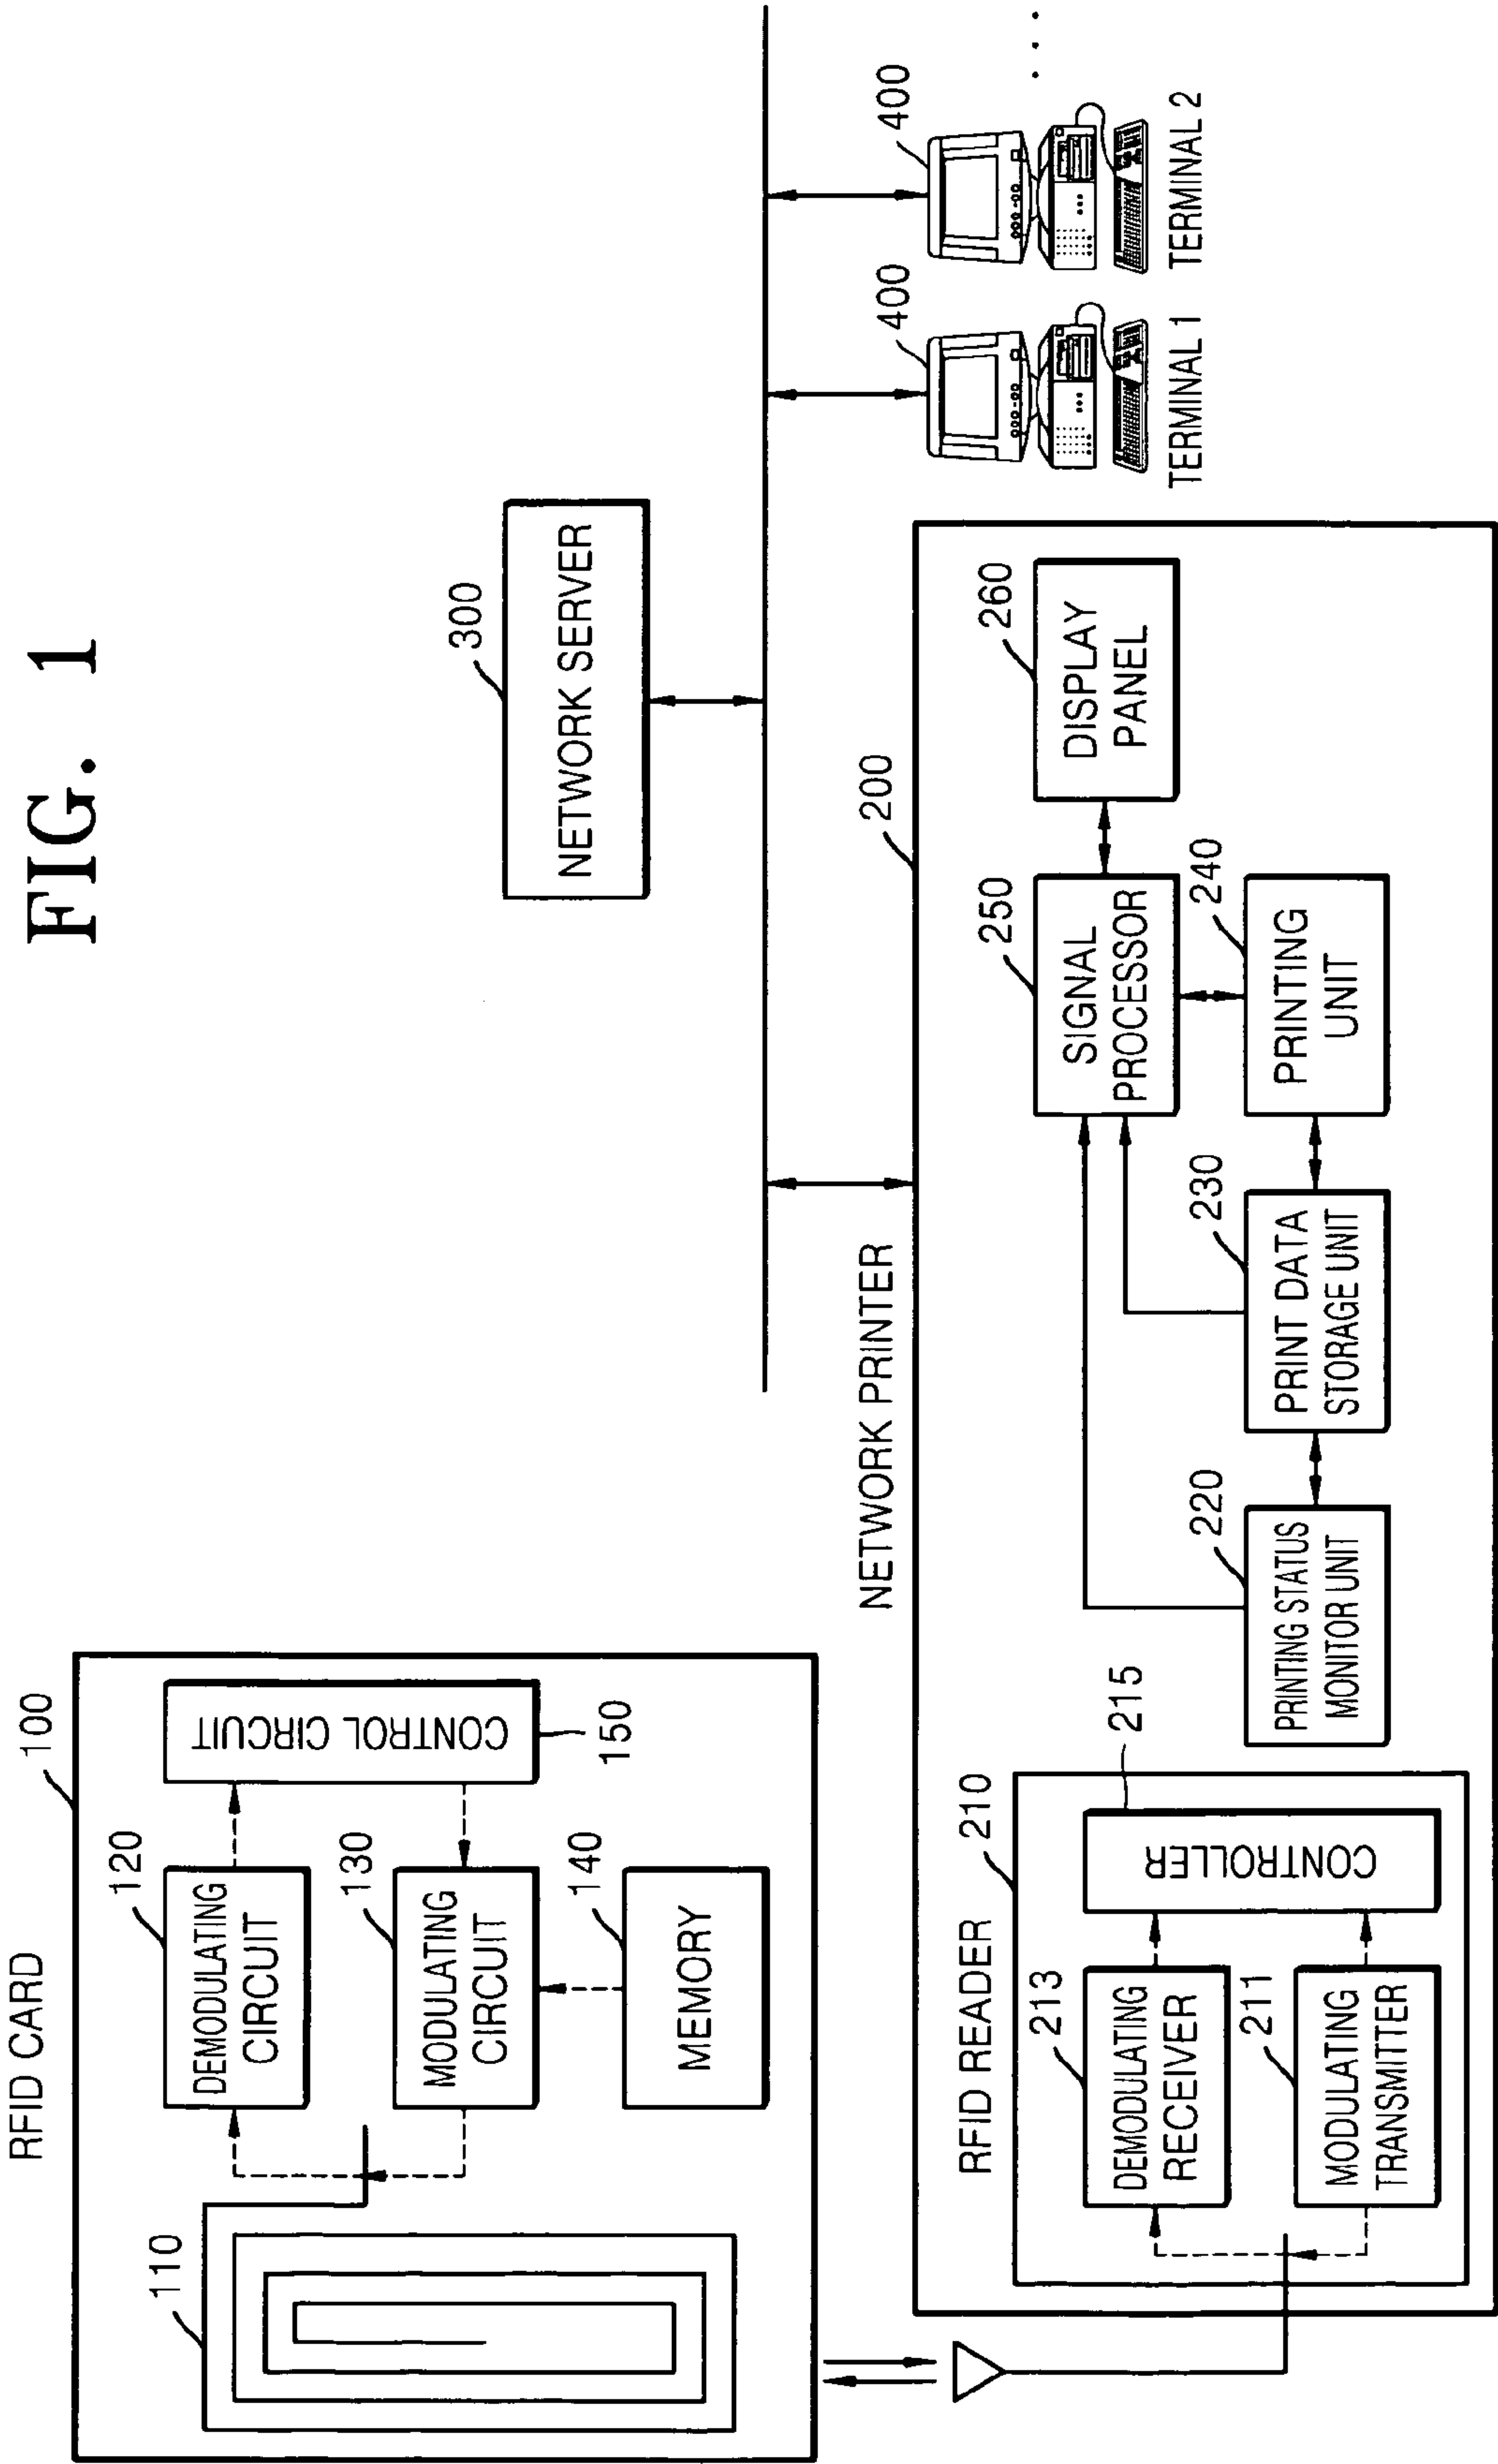 FIG. 1
RFID CARD
100
110
120
DEMODULATING
CIRCUIT
130
MODULATING
CIRCUIT
140
MEMORY
CONTROL CIRCUIT
150
300
NETWORK SERVER
NETWORK PRINTER
200
RFID READER
210
213
DEMODULATING
RECEIVER
211
MODULATING
TRANSMITTER
CONTROLLER
215
220
PRINTING STATUS
MONITOR UNIT
230
PRINT DATA
STORAGE UNIT
240
PRINTING
UNIT
250
SIGNAL
PROCESSOR
260
DISPLAY
PANEL
400
TERMINAL 1
400
TERMINAL 2
. . .